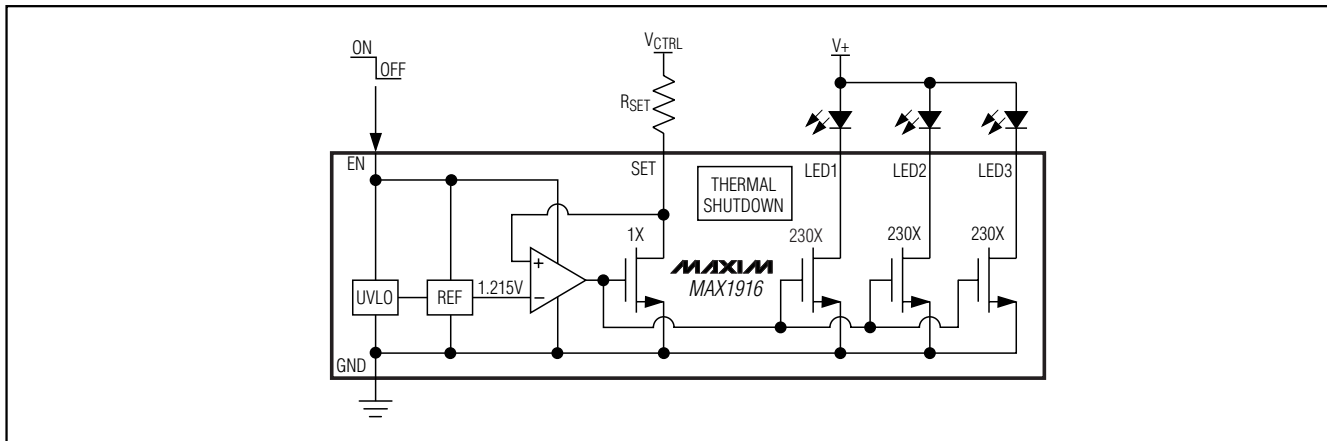 ON
OFF
VCTRL
RSET
V+
EN
SET
THERMAL
SHUTDOWN
LED1
LED2
LED3
1X
230X
230X
230X
MAXIM
MAX1916
UVLO
REF
1.215V
+
−
GND